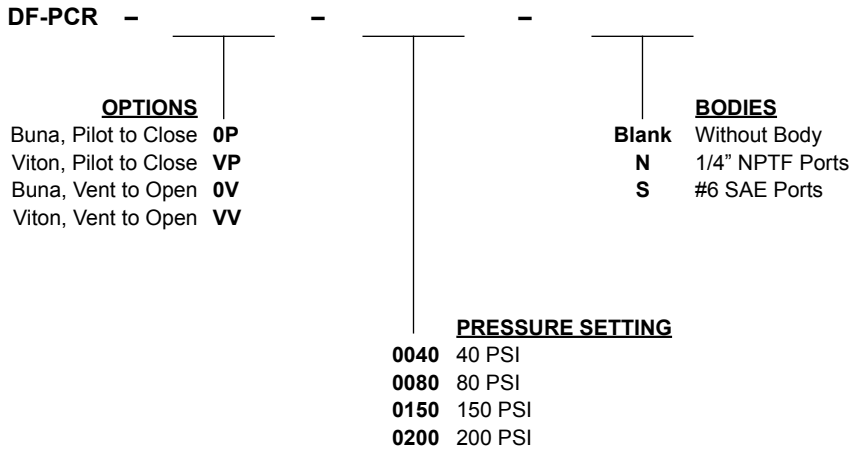 DF-PCR – – –
OPTIONS
Buna, Pilot to Close 0P
Viton, Pilot to Close VP
Buna, Vent to Open 0V
Viton, Vent to Open VV
BODIES
Blank Without Body
N 1/4” NPTF Ports
S #6 SAE Ports
PRESSURE SETTING
0040 40 PSI
0080 80 PSI
0150 150 PSI
0200 200 PSI